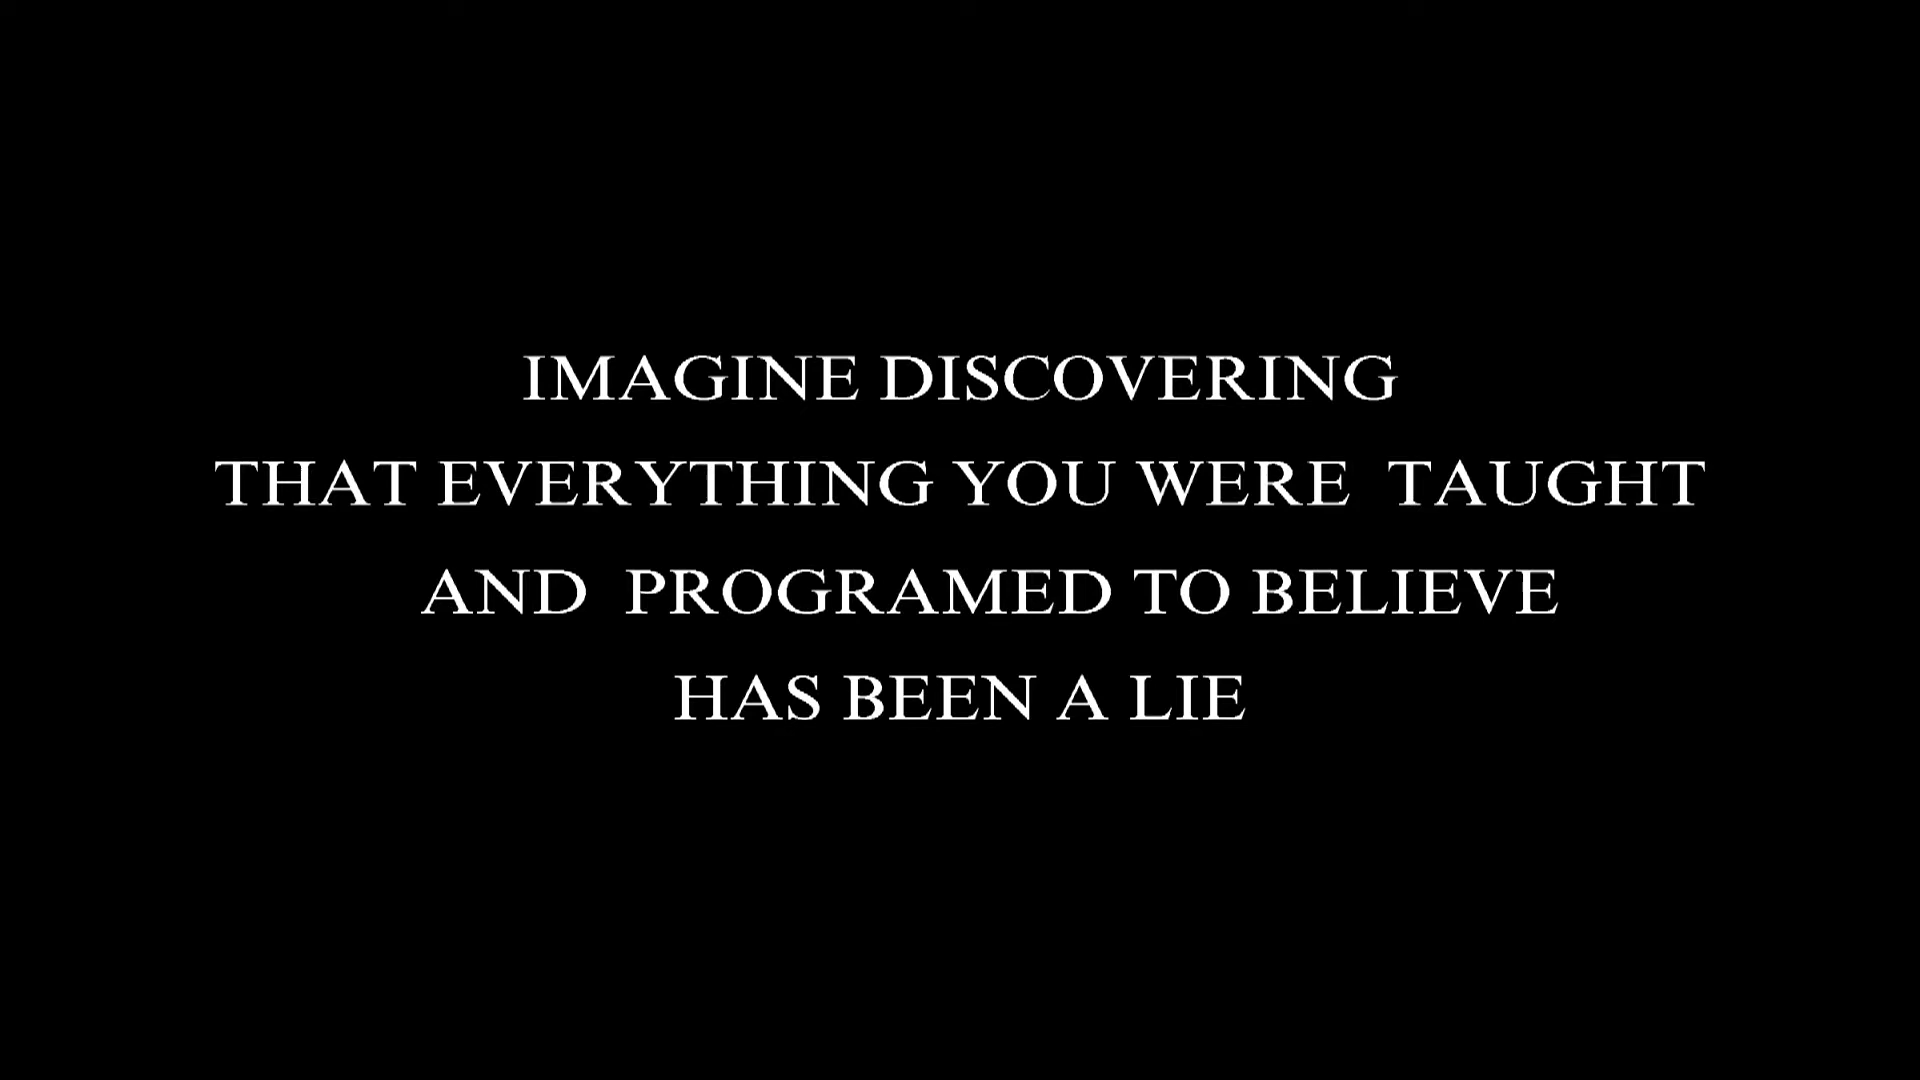 IMAGINE DISCOVERING
THAT EVERYTHING YOU WERE TAUGHT
AND PROGRAMED TO BELIEVE
HAS BEEN A LIE